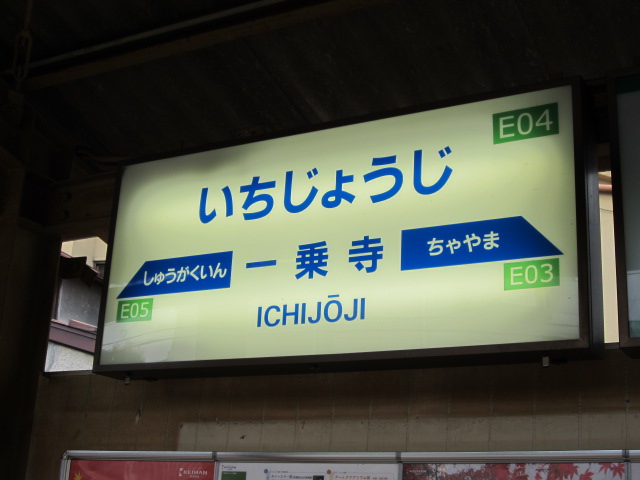 E04
いちじょうじ
しゅうがくいん
一乗寺
ちゃやま
E05
E03
ICHIJŌJI